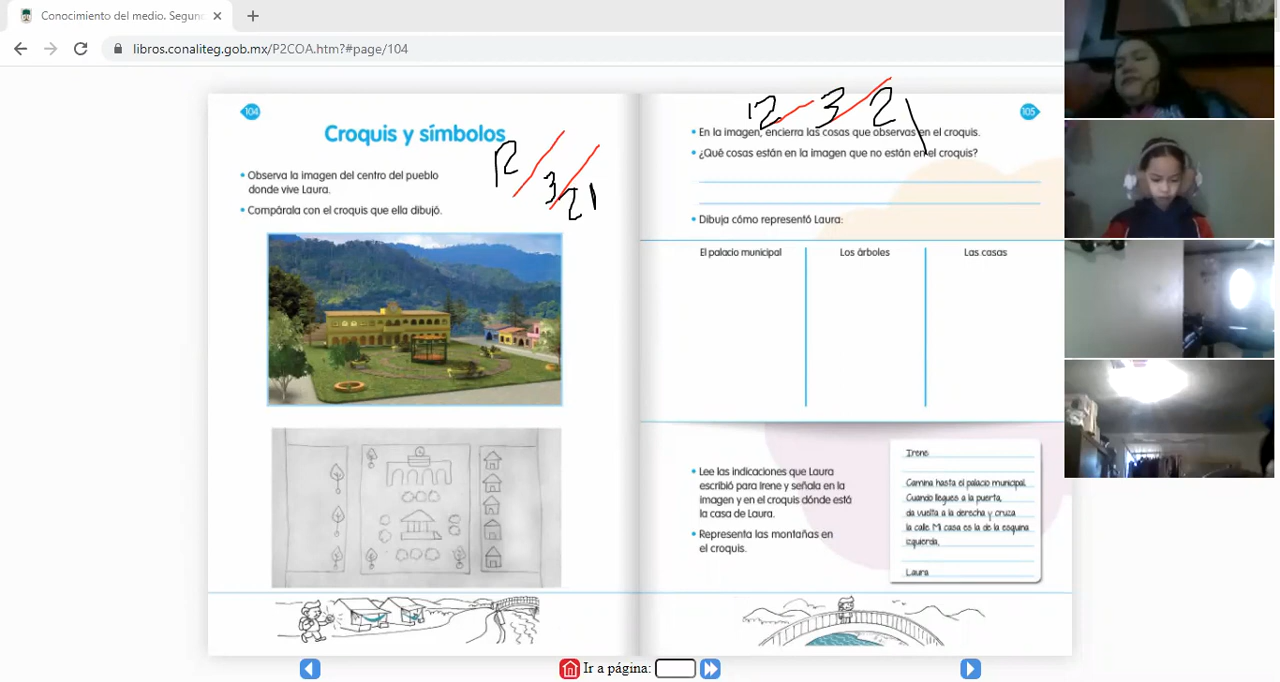 Conocimiento del medio. Segun
libros.conaliteg.gob.mx/P2COA.htm?#page/104
104
Croquis y símbolos
12/3/21
• Observa la imagen del centro del pueblo
donde vive Laura.
• Compárala con el croquis que ella dibujó.
105
12-3/21
• En la imagen, encierra las cosas que observas en el croquis.
• ¿Qué cosas están en la imagen que no están en el croquis?
• Dibuja cómo representó Laura:
El palacio municipal
Los árboles
Las casas
• Lee las indicaciones que Laura
escribió para Irene y señala en la
imagen y en el croquis dónde está
la casa de Laura.
• Representa las montañas en
el croquis.
Irene
Camina hasta el palacio municipal.
Cuando llegues a la puerta,
da vuelta a la derecha y cruza
la calle. Mi casa es la de la esquina
izquierda.
Laura
Ir a página: